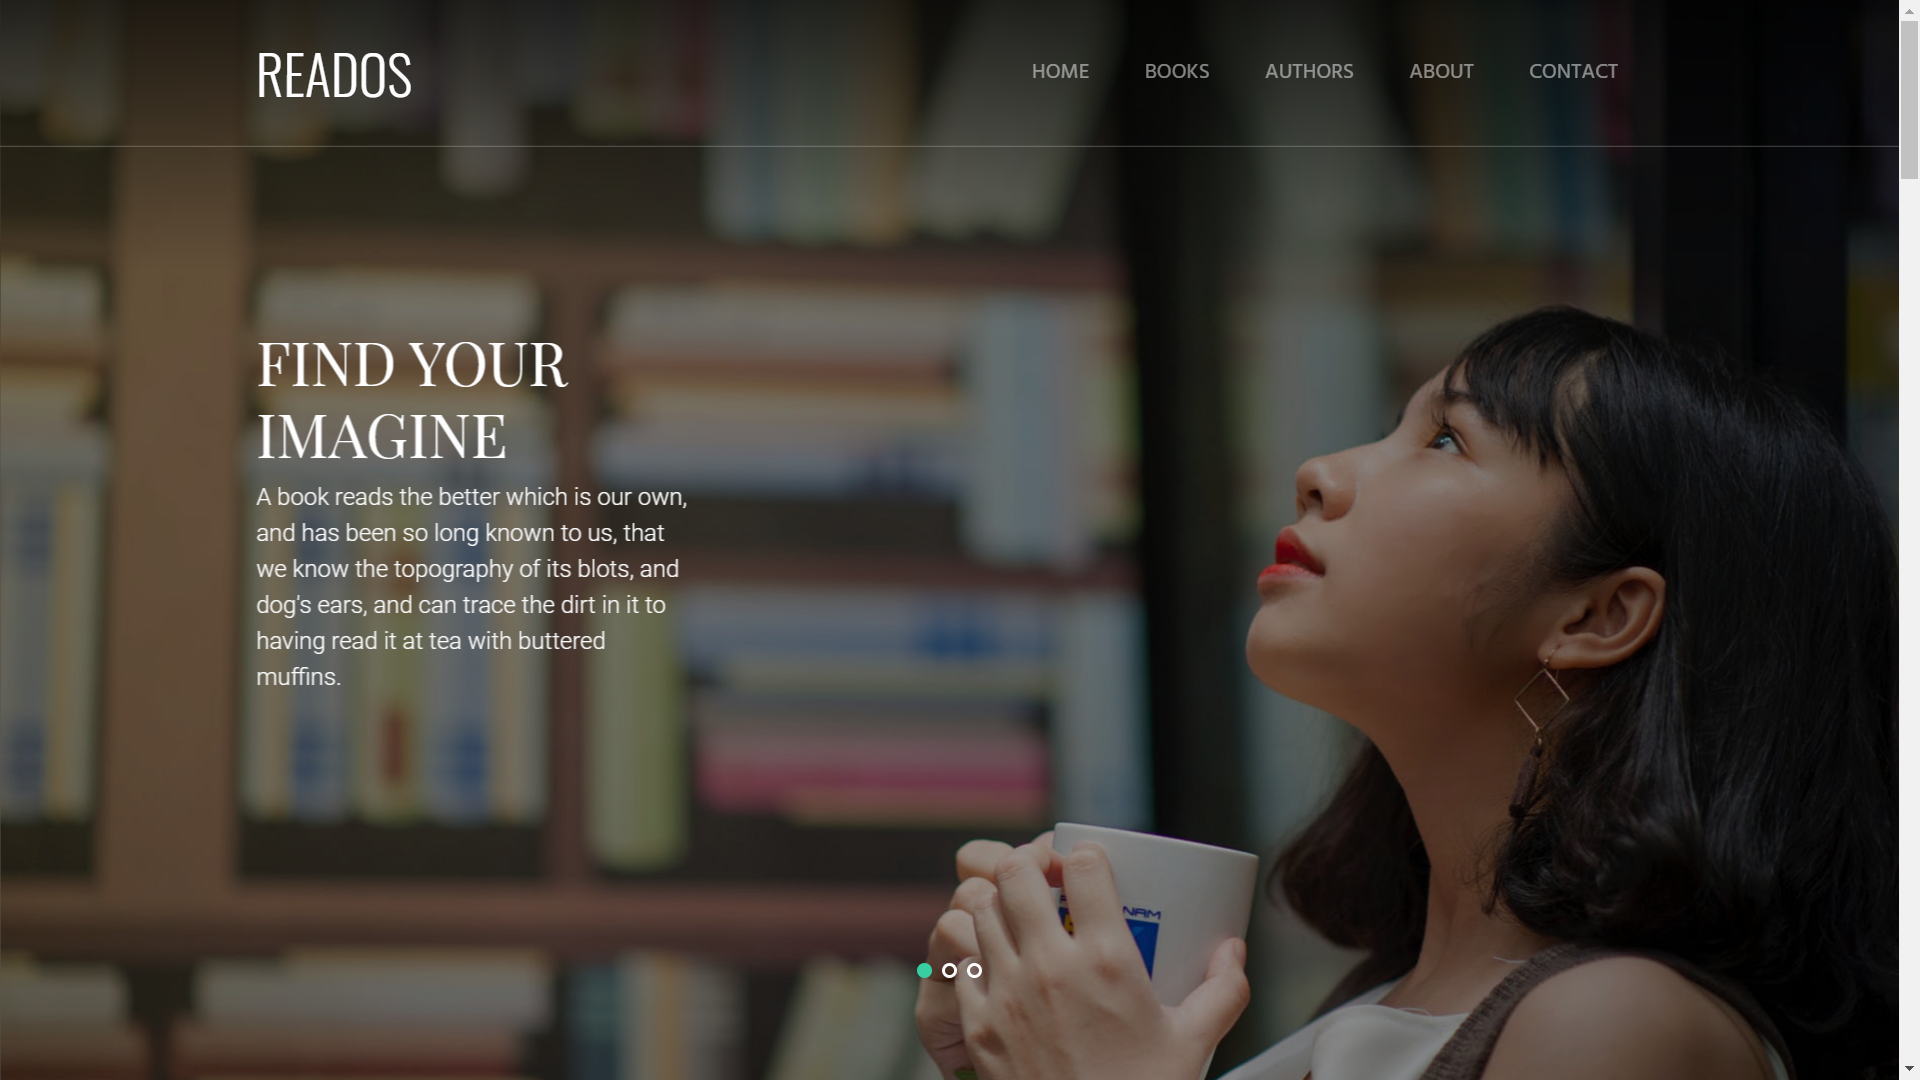 READOS
HOME BOOKS AUTHORS ABOUT CONTACT
FIND YOUR
IMAGINE
A book reads the better which is our own,
and has been so long known to us, that
we know the topography of its blots, and
dog's ears, and can trace the dirt in it to
having read it at tea with buttered
muffins.